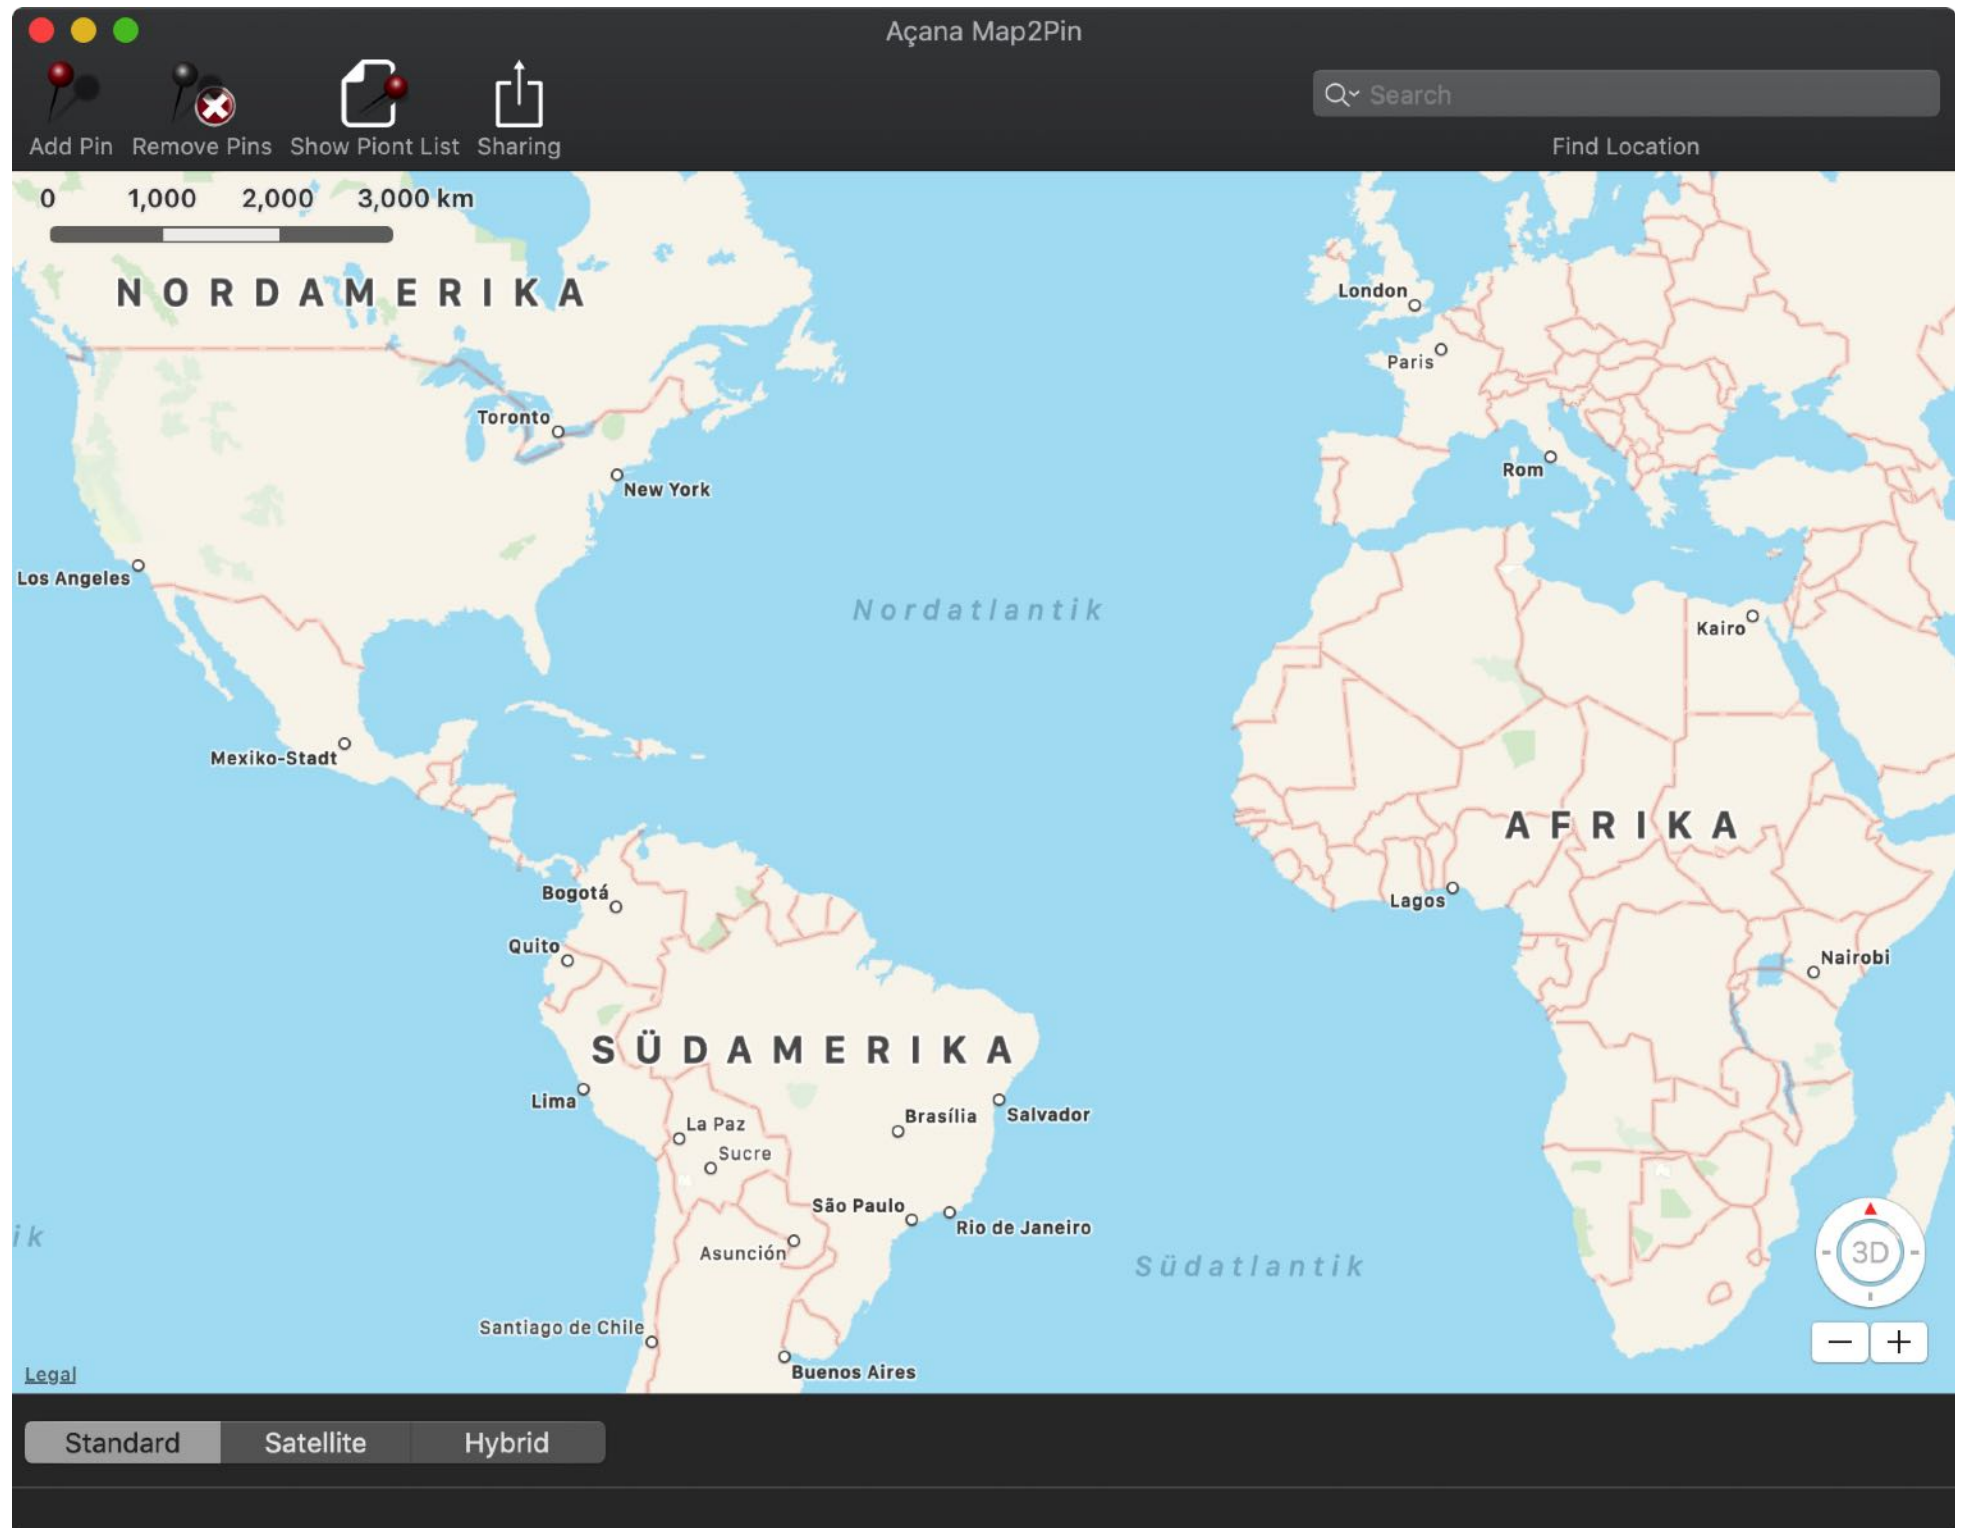 Açana Map2Pin
Add Pin
Remove Pins
Show Piont List
Sharing
Search
Find Location
0 1,000 2,000 3,000 km
NORDAMERIKA
London
Paris
Toronto
Rom
New York
Los Angeles
Nordatlantik
Kairo
Mexiko-Stadt
AFRIKA
Bogotá
Lagos
Quito
Nairobi
SÜDAMERIKA
Lima
Brasília
Salvador
La Paz
Sucre
São Paulo
Rio de Janeiro
ik
Asunción
Südatlantik
3D
Santiago de Chile
− +
Legal
Buenos Aires
Standard
Satellite
Hybrid